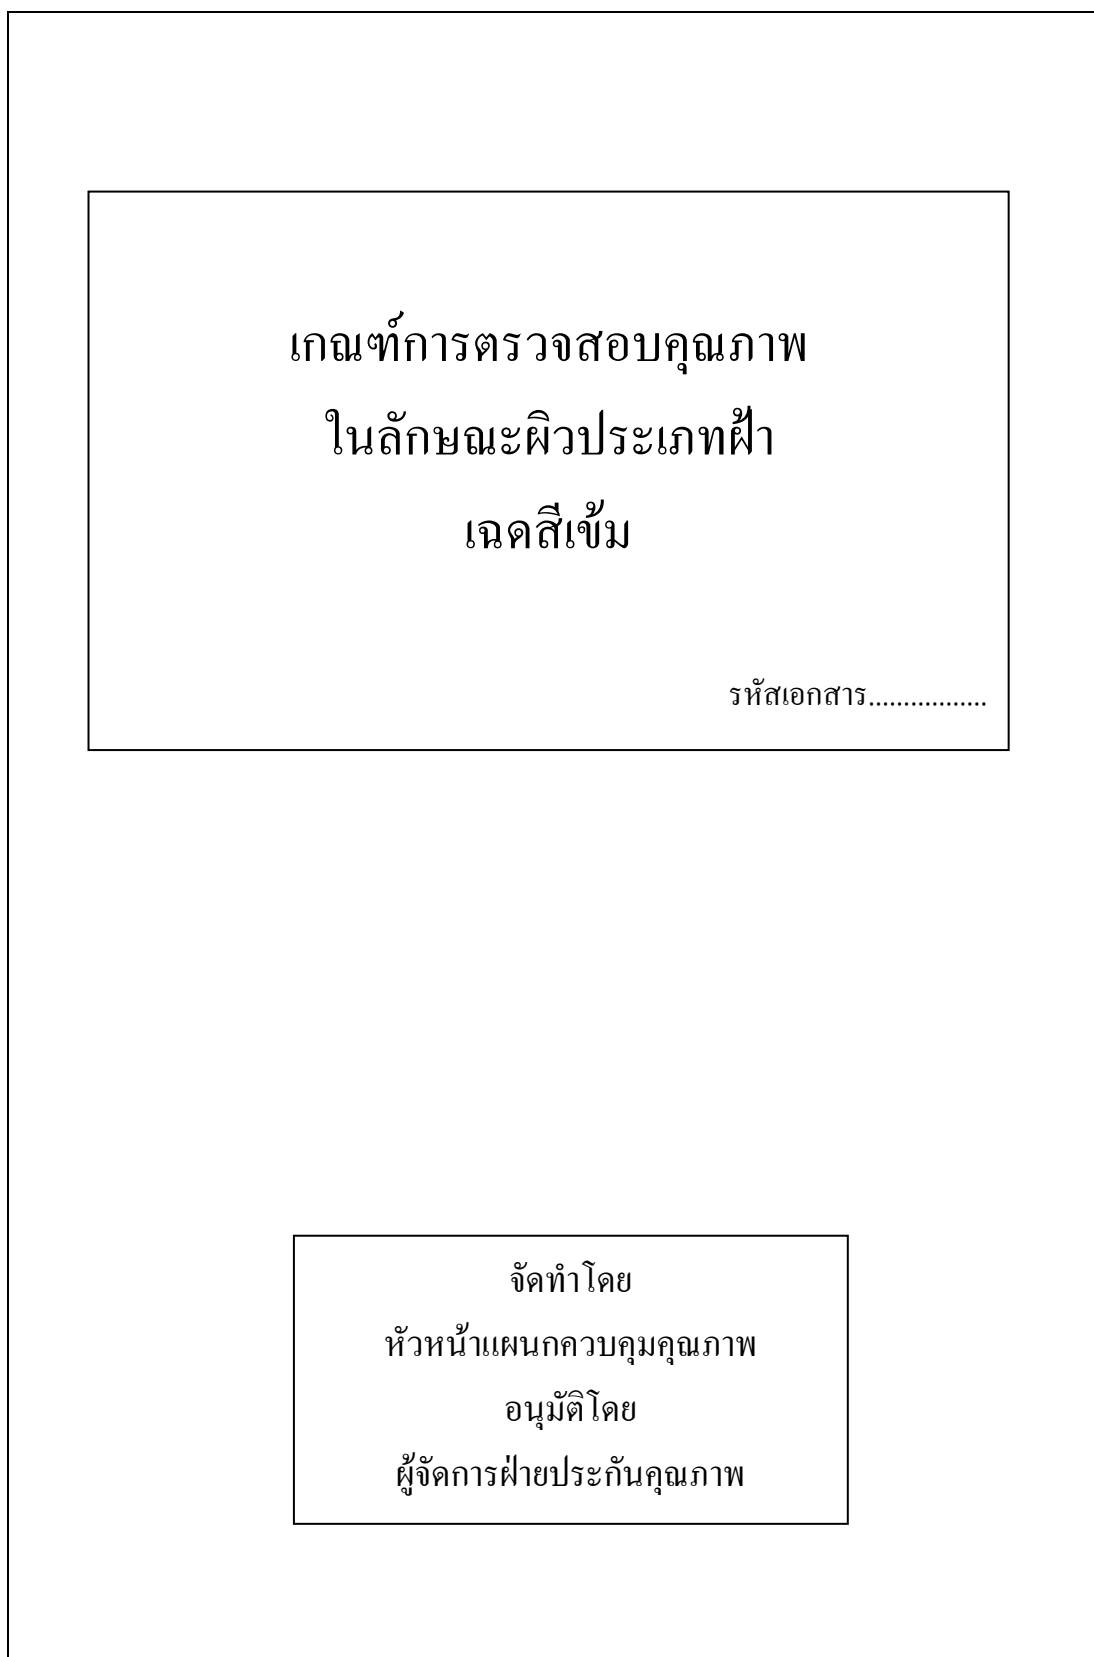 เกณฑ์การตรวจสอบคุณภาพ
ในลักษณะผิวประเภทฝ้า
เฉดสีเข้ม
รหัสเอกสาร.................
จัดทำโดย
หัวหน้าแผนกควบคุมคุณภาพ
อนุมัติโดย
ผู้จัดการฝ่ายประกันคุณภาพ